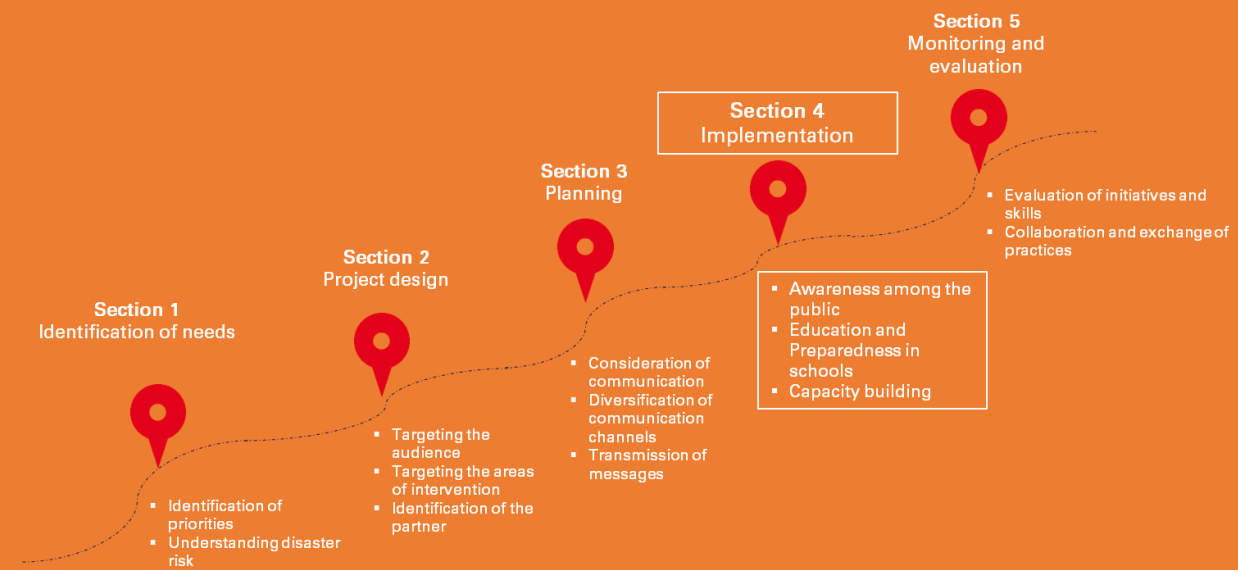 Section 1
Identification of needs
▪ Identification of
priorities
▪ Understanding disaster
risk
Section 2
Project design
▪ Targeting the
audience
▪ Targeting the areas
of intervention
▪ Identification of the
partner
Section 3
Planning
▪ Consideration of
communication
▪ Diversification of
communication
channels
▪ Transmission of
messages
Section 4
Implementation
▪ Awareness among the
public
▪ Education and
Preparedness in
schools
▪ Capacity building
Section 5
Monitoring and
evaluation
▪ Evaluation of initiatives and
skills
▪ Collaboration and exchange of
practices